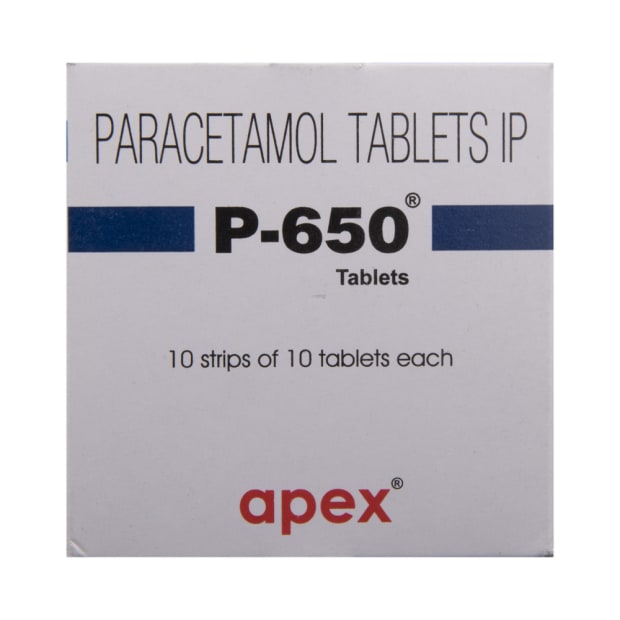 PARACETAMOL TABLETS IP
P-650®
Tablets
10 strips of 10 tablets each
apex®